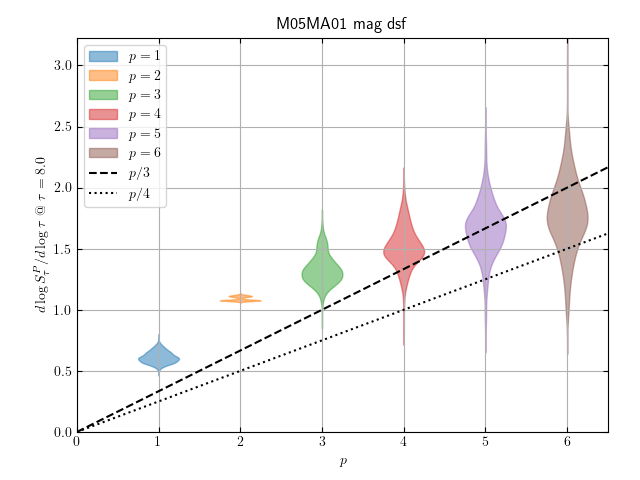 M05MA01 mag dsf
d log S_τ^P / d log τ @ τ = 8.0
3.0
2.5
2.0
1.5
1.0
0.5
0.0
p = 1
p = 2
p = 3
p = 4
p = 5
p = 6
p/3
p/4
0 1 2 3 4 5 6
p